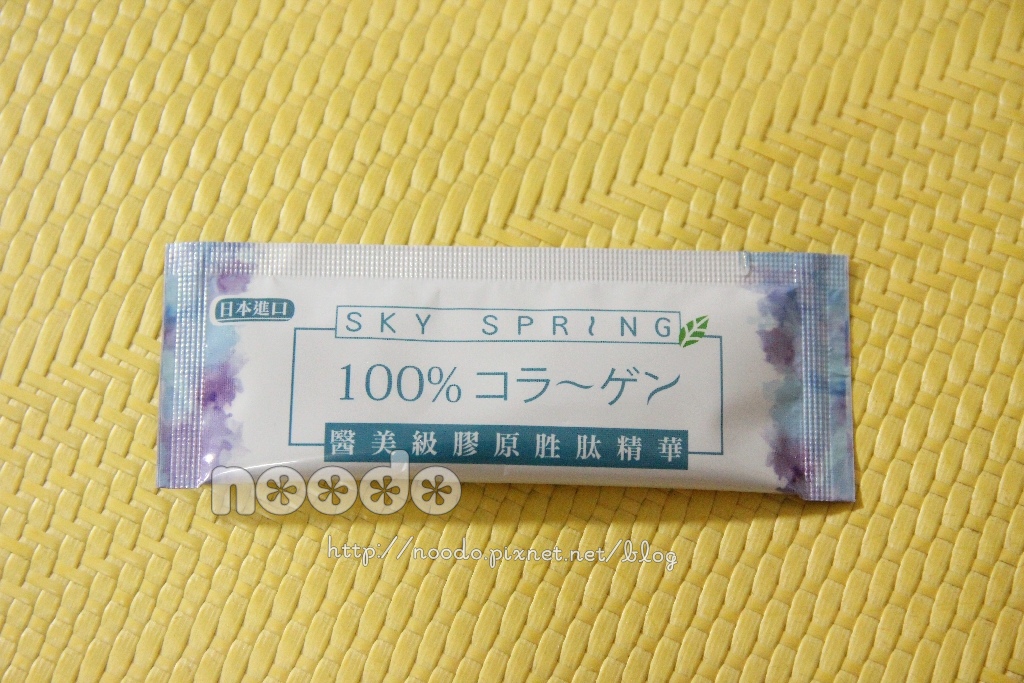 日本進口
SKY SPRING
100% コラーゲン
醫美級膠原胜肽精華
noodo
http://noodo.pixnet.net/blog